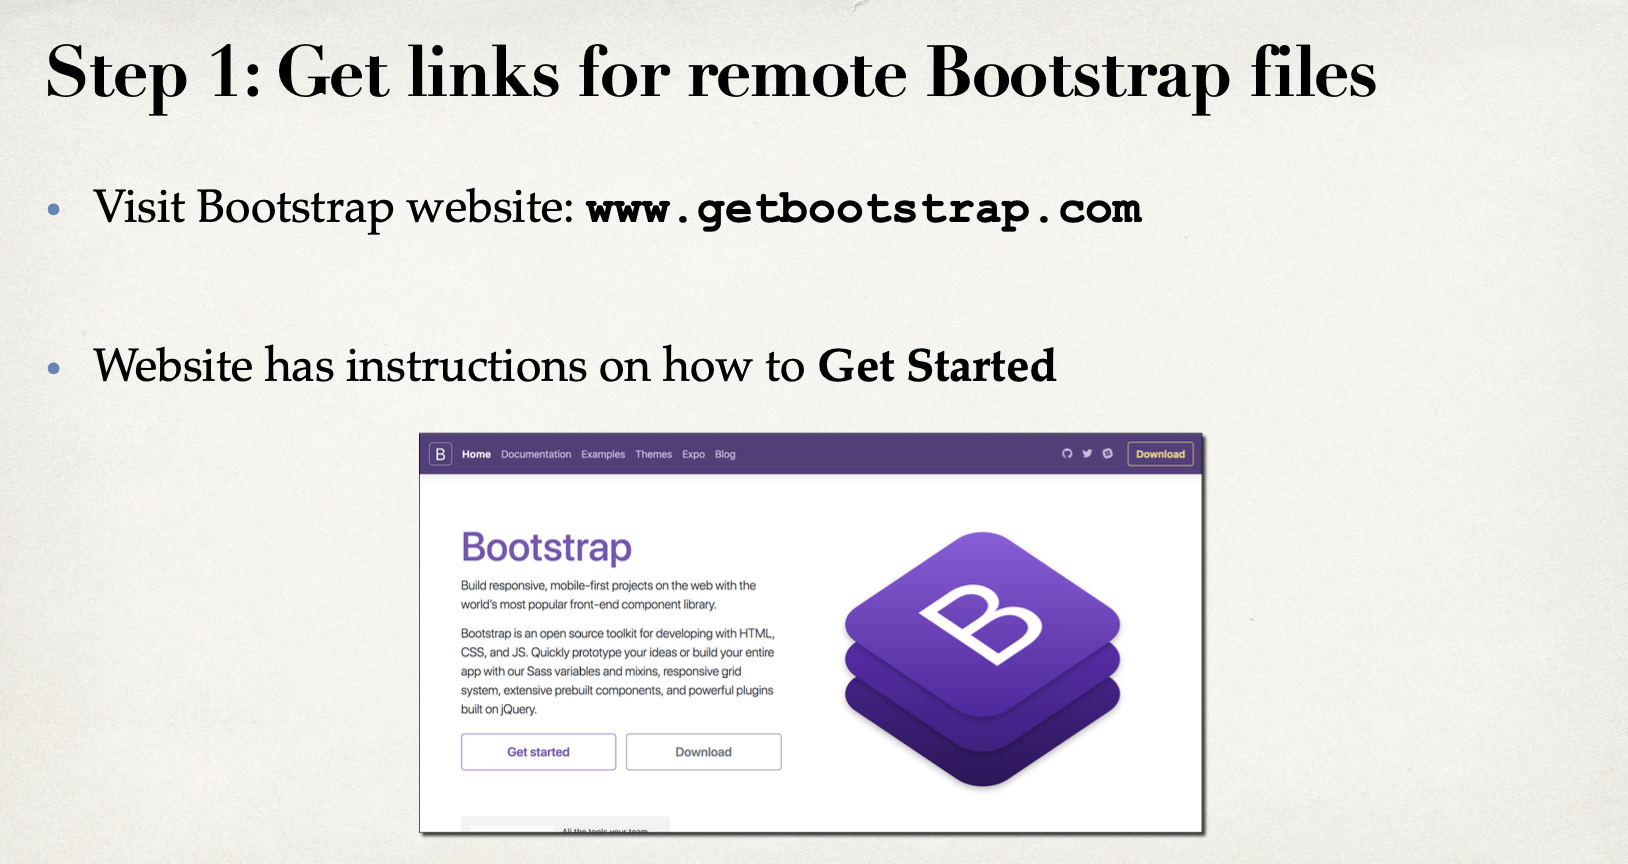 Step 1: Get links for remote Bootstrap files
• Visit Bootstrap website: www.getbootstrap.com
• Website has instructions on how to Get Started
B Home Documentation Examples Themes Expo Blog Download
Bootstrap
Build responsive, mobile-first projects on the web with the
world's most popular front-end component library.
Bootstrap is an open source toolkit for developing with HTML,
CSS, and JS. Quickly prototype your ideas or build your entire
app with our Sass variables and mixins, responsive grid
system, extensive prebuilt components, and powerful plugins
built on jQuery.
Get started Download
B
All the tools your team